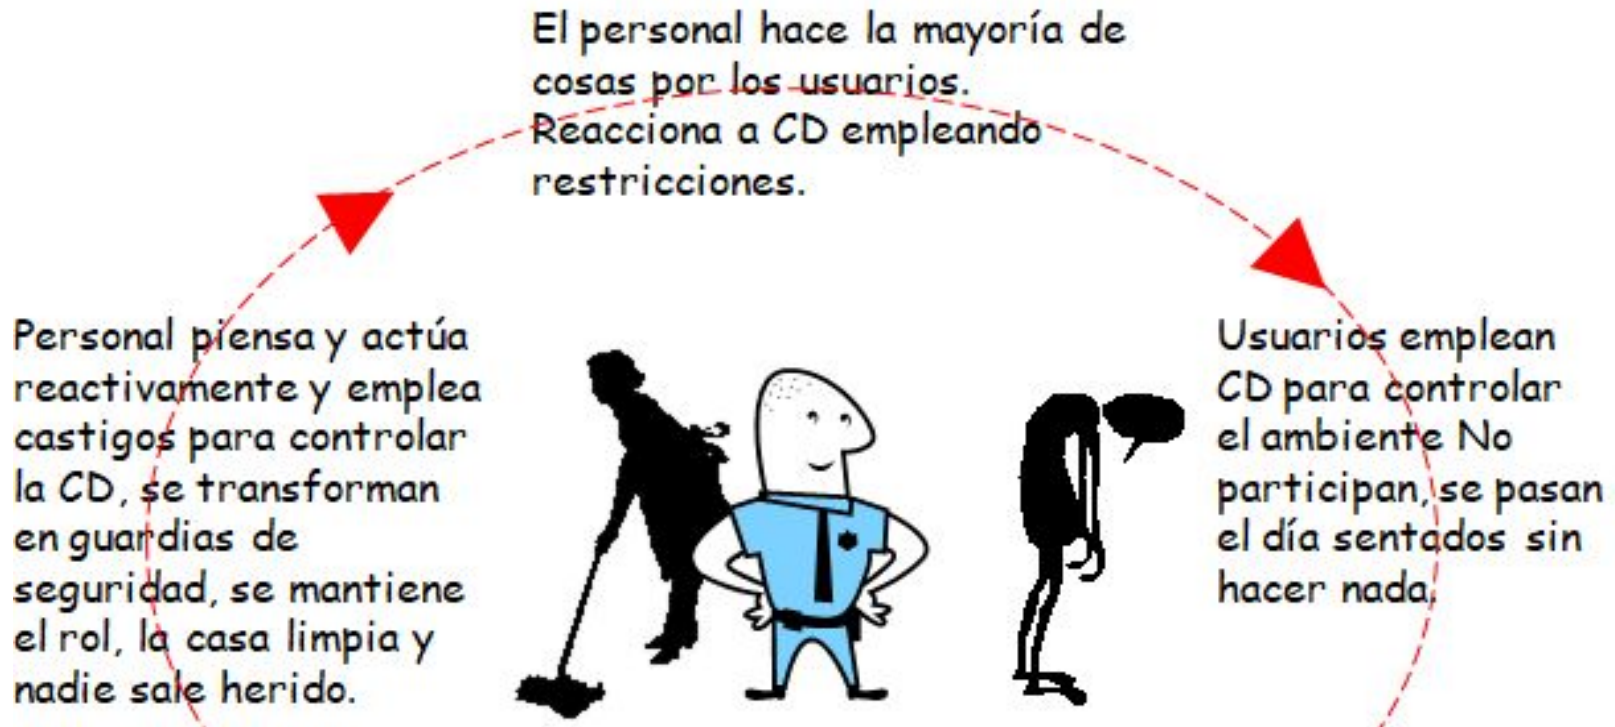 El personal hace la mayoría de
cosas por los usuarios.
Reacciona a CD empleando
restricciones.
Personal piensa y actúa
reactivamente y emplea
castigos para controlar
la CD, se transforman
en guardias de
seguridad, se mantiene
el rol, la casa limpia y
nadie sale herido.
Usuarios emplean
CD para controlar
el ambiente No
participan, se pasan
el día sentados sin
hacer nada.